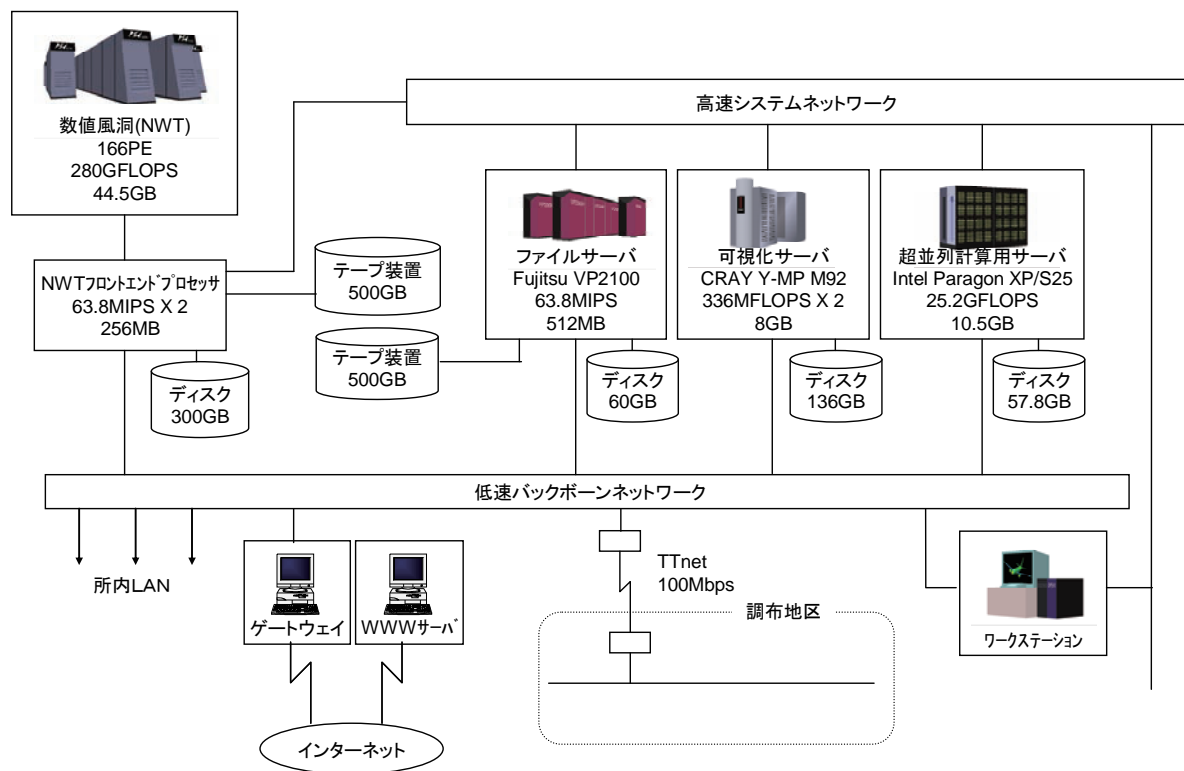 数値風洞(NWT)
166PE
280GFLOPS
44.5GB
高速システムネットワーク
NWTフロントエンドプロセッサ
63.8MIPS X 2
256MB
テープ装置
500GB
テープ装置
500GB
ディスク
300GB
ファイルサーバ
Fujitsu VP2100
63.8MIPS
512MB
ディスク
60GB
可視化サーバ
CRAY Y-MP M92
336MFLOPS X 2
8GB
ディスク
136GB
超並列計算用サーバ
Intel Paragon XP/S25
25.2GFLOPS
10.5GB
ディスク
57.8GB
低速バックボーンネットワーク
所内LAN
ゲートウェイ
WWWサーバ
インターネット
TTnet
100Mbps
調布地区
ワークステーション